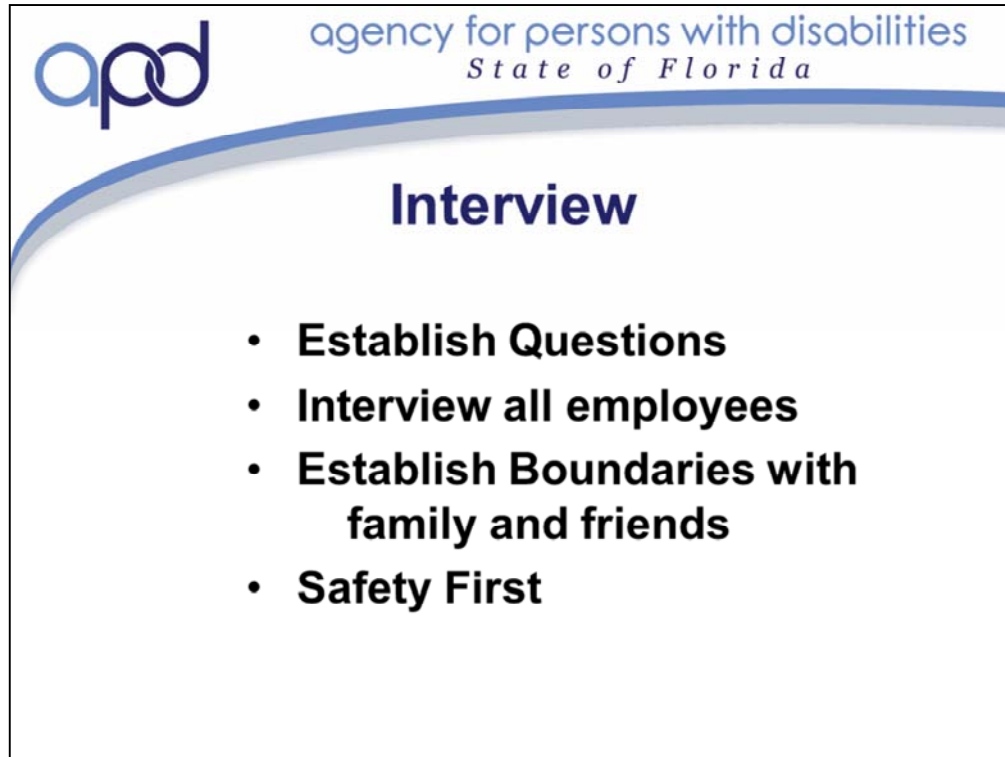 apd
agency for persons with disabilities
State of Florida
Interview
• Establish Questions
• Interview all employees
• Establish Boundaries with
family and friends
• Safety First